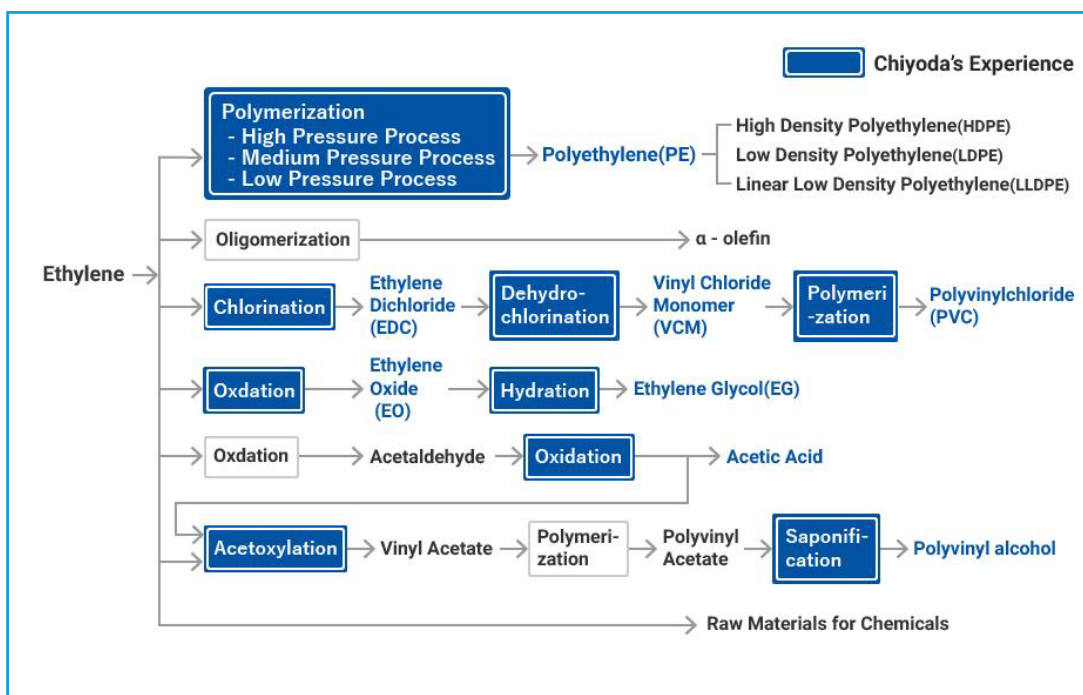 Chiyoda's Experience
Polymerization
- High Pressure Process
- Medium Pressure Process
- Low Pressure Process
Polyethylene(PE)
High Density Polyethylene(HDPE)
Low Density Polyethylene(LDPE)
Linear Low Density Polyethylene(LLDPE)
Ethylene
Oligomerization
α - olefin
Chlorination
Ethylene
Dichloride
(EDC)
Dehydro-
chlorination
Vinyl Chloride
Monomer
(VCM)
Polymeri
-zation
Polyvinylchloride
(PVC)
Oxdation
Ethylene
Oxide
(EO)
Hydration
Ethylene Glycol(EG)
Oxdation
Acetaldehyde
Oxidation
Acetic Acid
Acetoxylation
Vinyl Acetate
Polymeri-
zation
Polyvinyl
Acetate
Saponifi-
cation
Polyvinyl alcohol
Raw Materials for Chemicals